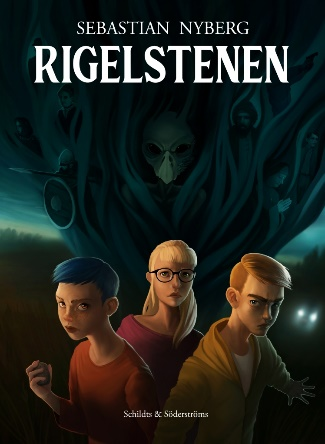 SEBASTIAN NYBERG
RIGELSTENEN
Schildts & Söderströms